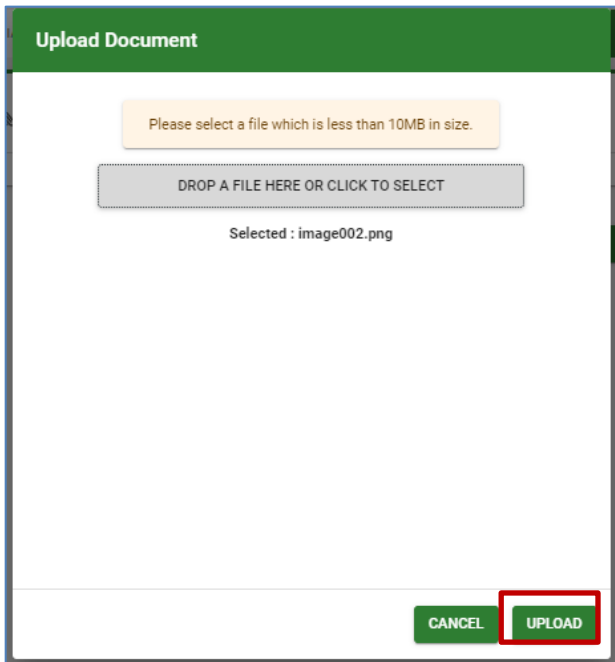 Upload Document
Please select a file which is less than 10MB in size.
DROP A FILE HERE OR CLICK TO SELECT
Selected : image002.png
CANCEL UPLOAD